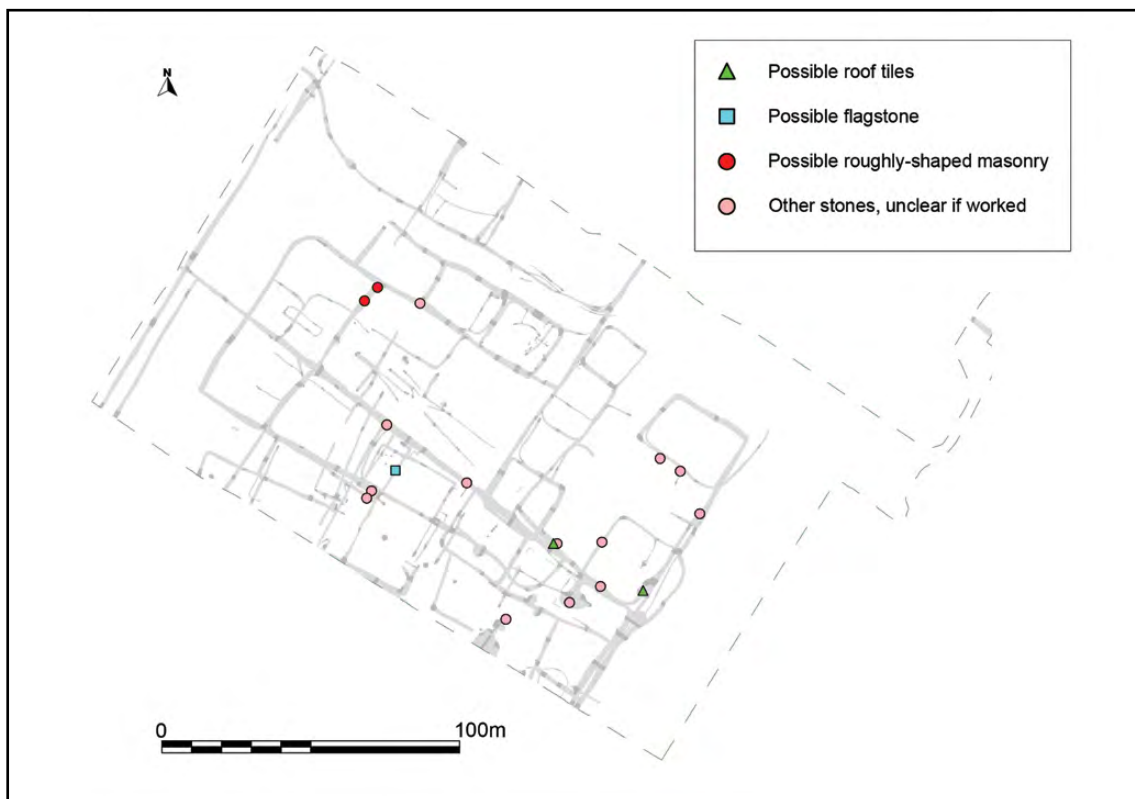 N
Possible roof tiles
Possible flagstone
Possible roughly-shaped masonry
Other stones, unclear if worked
0 100m